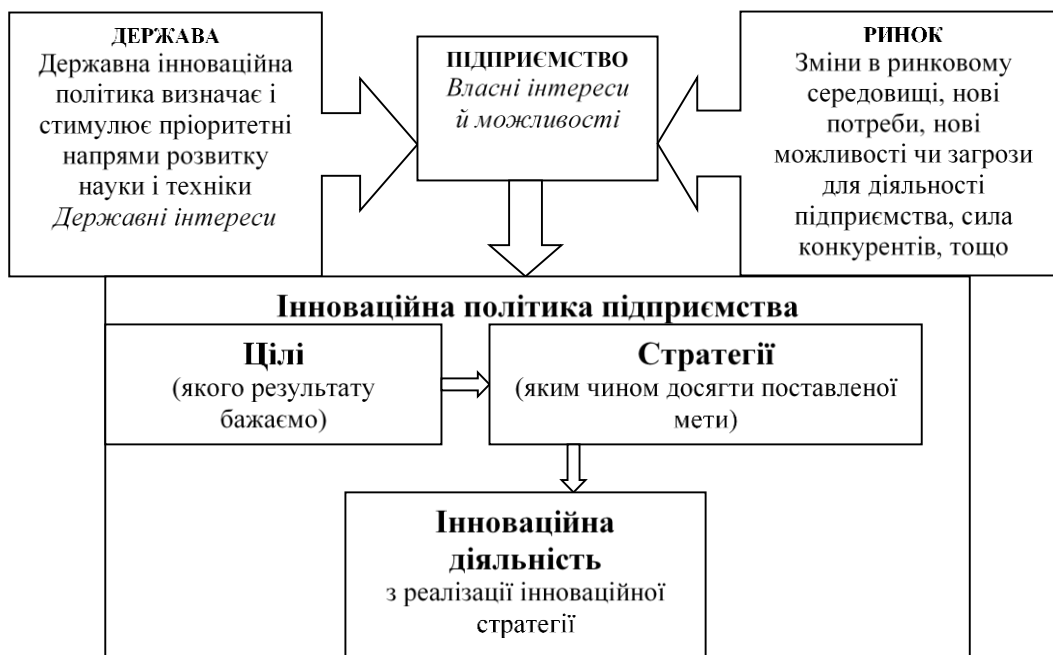 ДЕРЖАВА
Державна інноваційна
політика визначає і
стимулює пріоритетні
напрями розвитку
науки і техніки
Державні інтереси
ПІДПРИЄМСТВО
Власні інтереси
й можливості
РИНОК
Зміни в ринковому
середовищі, нові
потреби, нові
можливості чи загрози
для діяльності
підприємства, сила
конкурентів, тощо
Інноваційна політика підприємства
Цілі
(якого результату
бажаємо)
Стратегії
(яким чином досягти поставленої
мети)
Інноваційна
діяльність
з реалізації інноваційної
стратегії